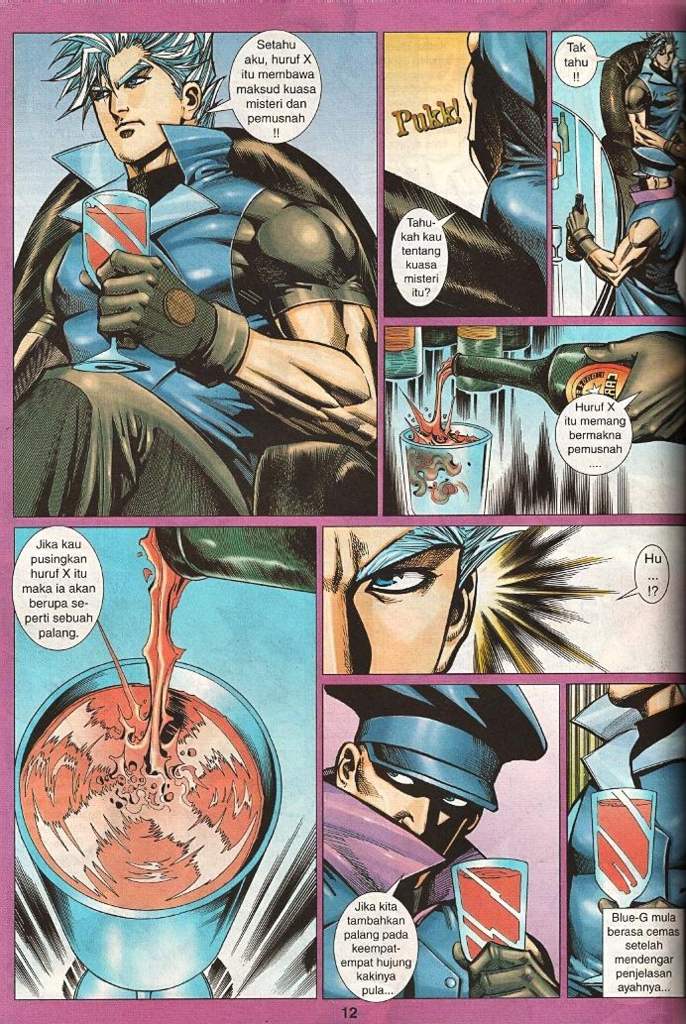 Setahu
aku, huruf X
itu membawa
maksud kuasa
misteri dan
pemusnah
!!
Pukk!
Tahu-
kah kau
tentang
kuasa
misteri
itu?
Tak
tahu
!!
Huruf X
itu memang
bermakna
pemusnah
....
Jika kau
pusingkan
huruf X itu
maka ia akan
berupa se-
perti sebuah
palang.
Hu
...
!?
Jika kita
tambahkan
palang pada
keempat-
empat hujung
kakinya
pula...
Blue-G mula
berasa cemas
setelah
mendengar
penjelasan
ayahnya...
12